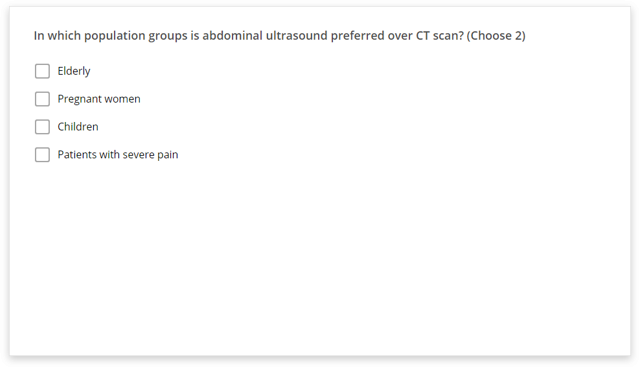 In which population groups is abdominal ultrasound preferred over CT scan? (Choose 2)
Elderly
Pregnant women
Children
Patients with severe pain